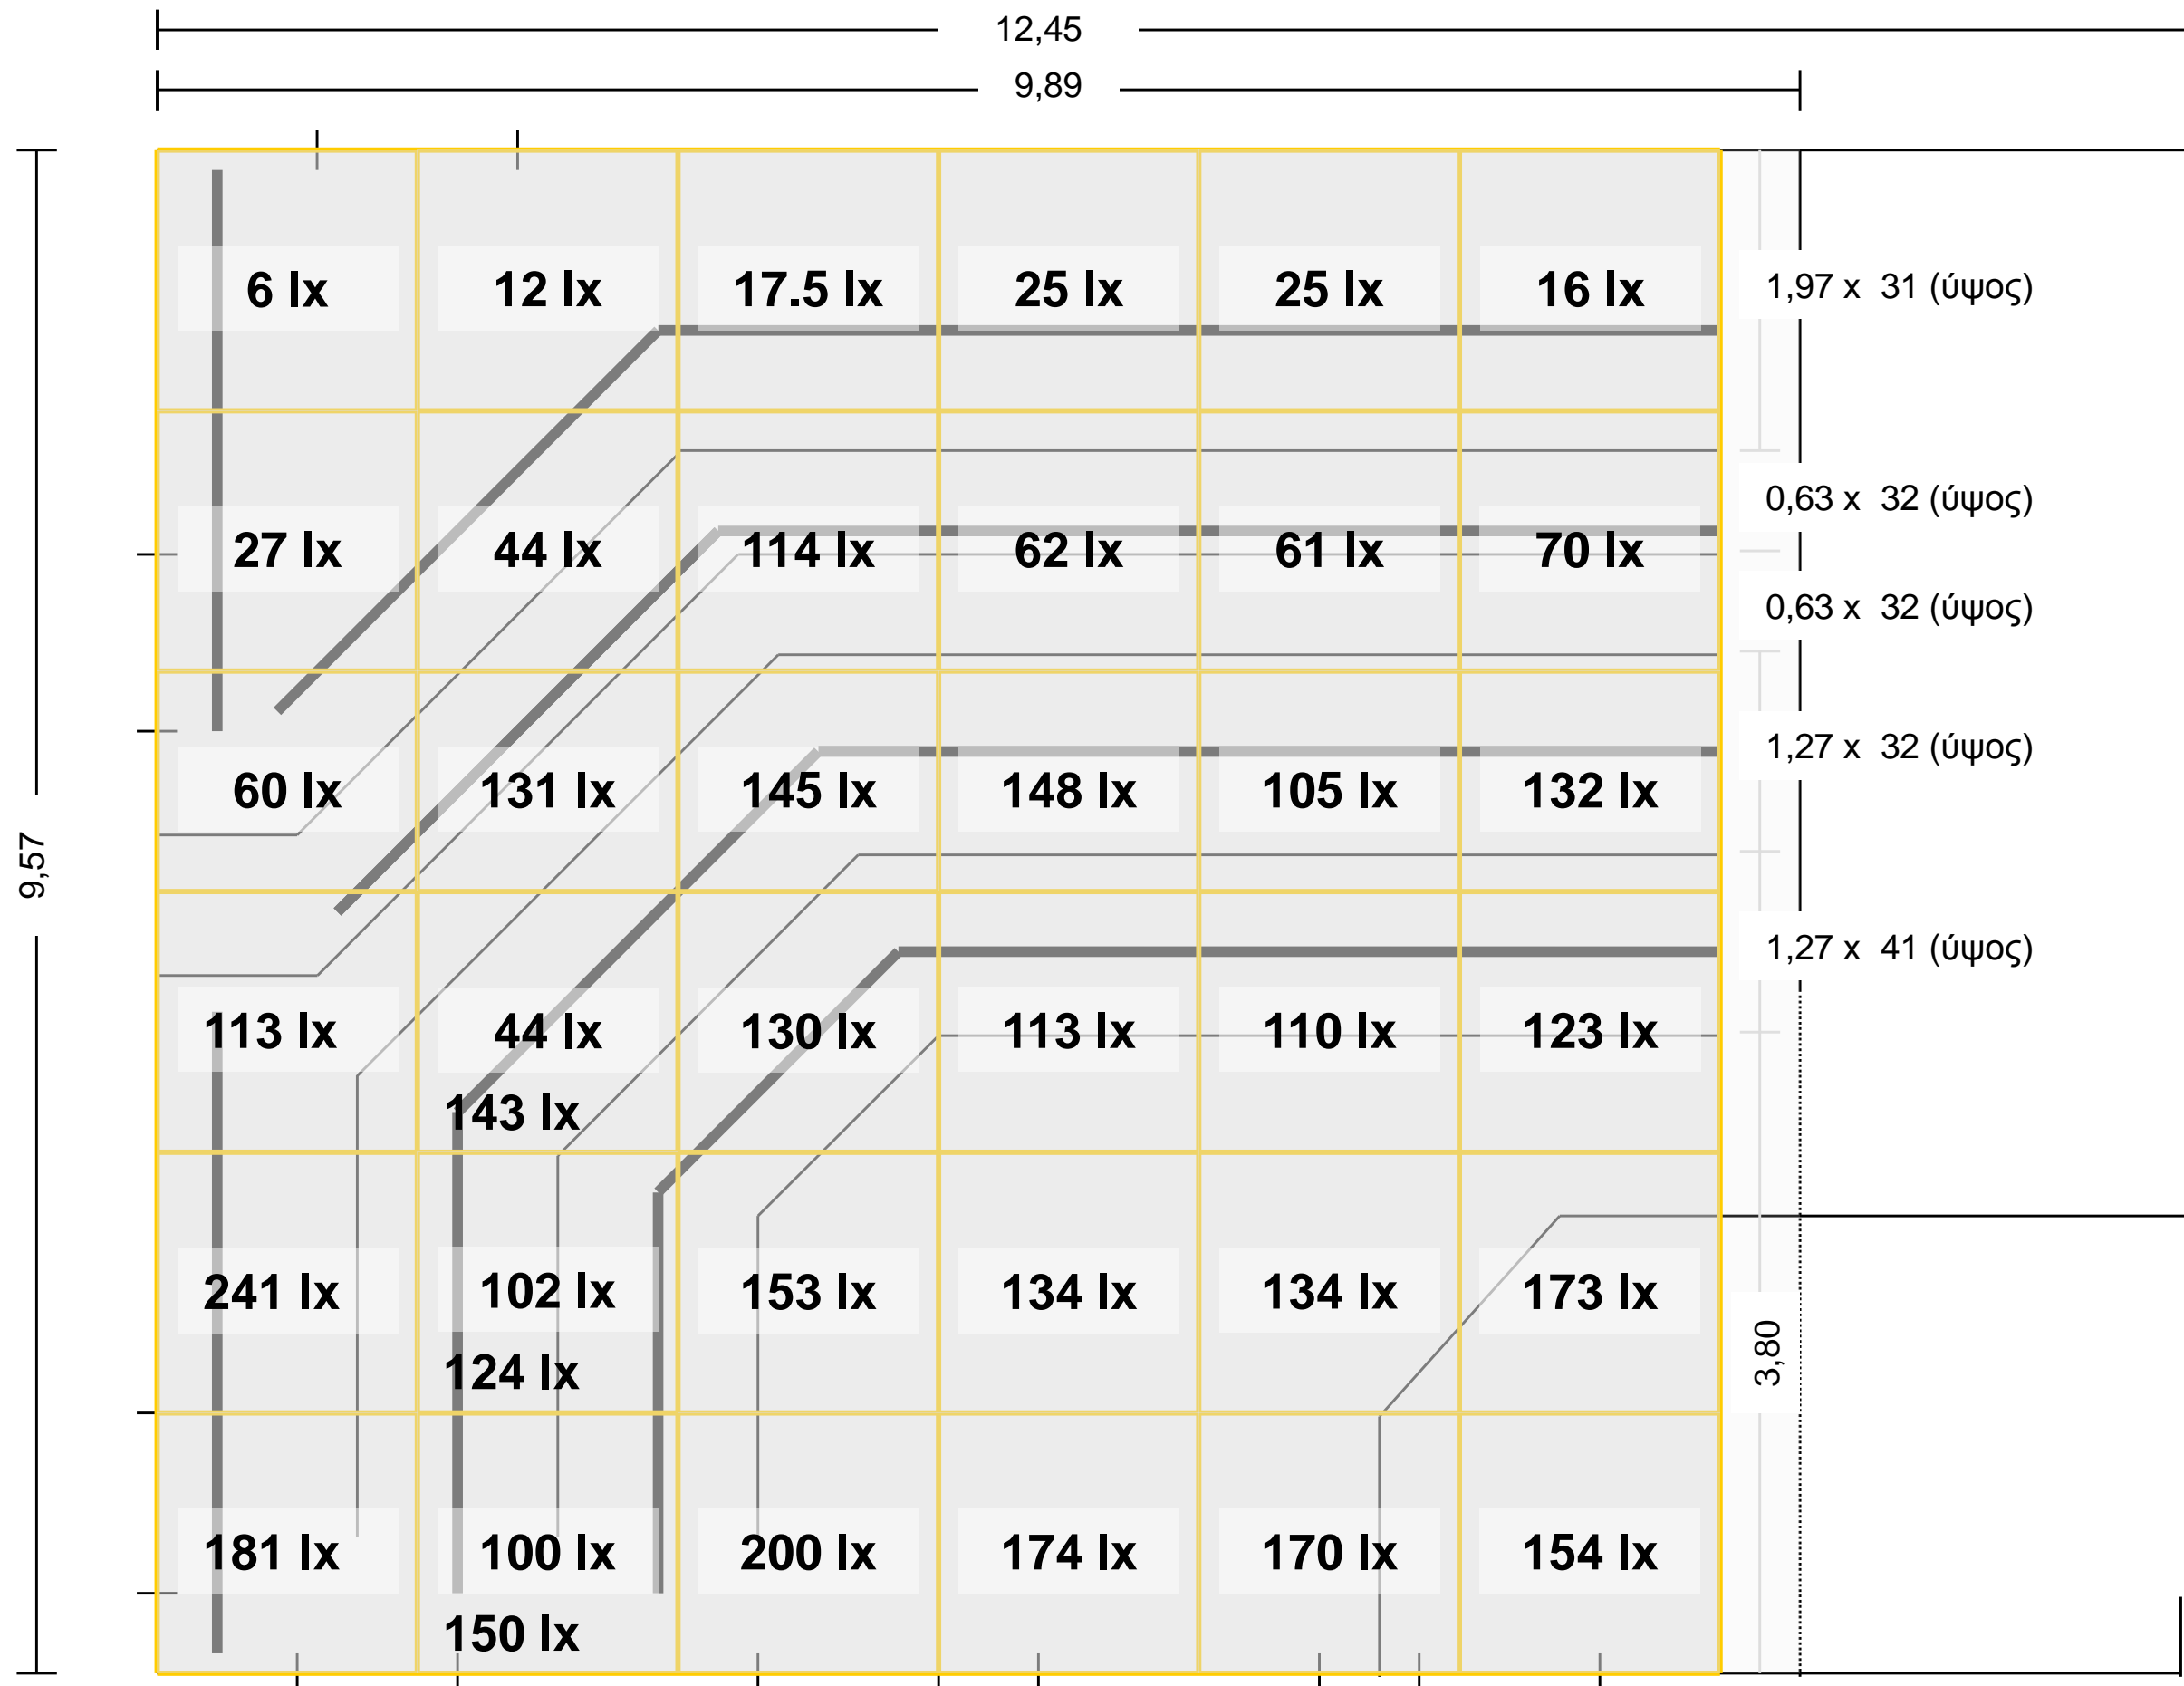 12,45
9,89
6 lx 12 lx 17.5 lx 25 lx 25 lx 16 lx 1,97 x 31 (ύψος)
0,63 x 32 (ύψος)
27 lx 44 lx 114 lx 62 lx 61 lx 70 lx
0,63 x 32 (ύψος)
1,27 x 32 (ύψος)
60 lx 131 lx 145 lx 148 lx 105 lx 132 lx
9,57
1,27 x 41 (ύψος)
113 lx 44 lx 130 lx 113 lx 110 lx 123 lx
143 lx
241 lx 102 lx 153 lx 134 lx 134 lx 173 lx
3,80
124 lx
181 lx 100 lx 200 lx 174 lx 170 lx 154 lx
150 lx